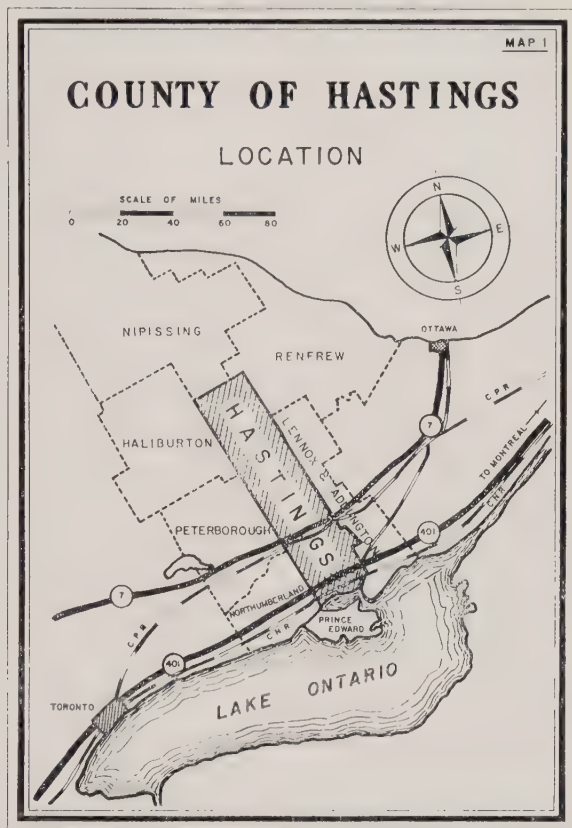 MAP 1
COUNTY OF HASTINGS
LOCATION
SCALE OF MILES
0 20 40 60 80
N
W E
S
OTTAWA
NIPISSING
RENFREW
CPR
7
HALIBURTON
HASTINGS
LENNOX & ADDINGTON
TO MONTREAL
CNR
PETERBOROUGH
401
7
NORTHUMBERLAND
PRINCE
EDWARD
CNR
CPR
401
LAKE ONTARIO
TORONTO